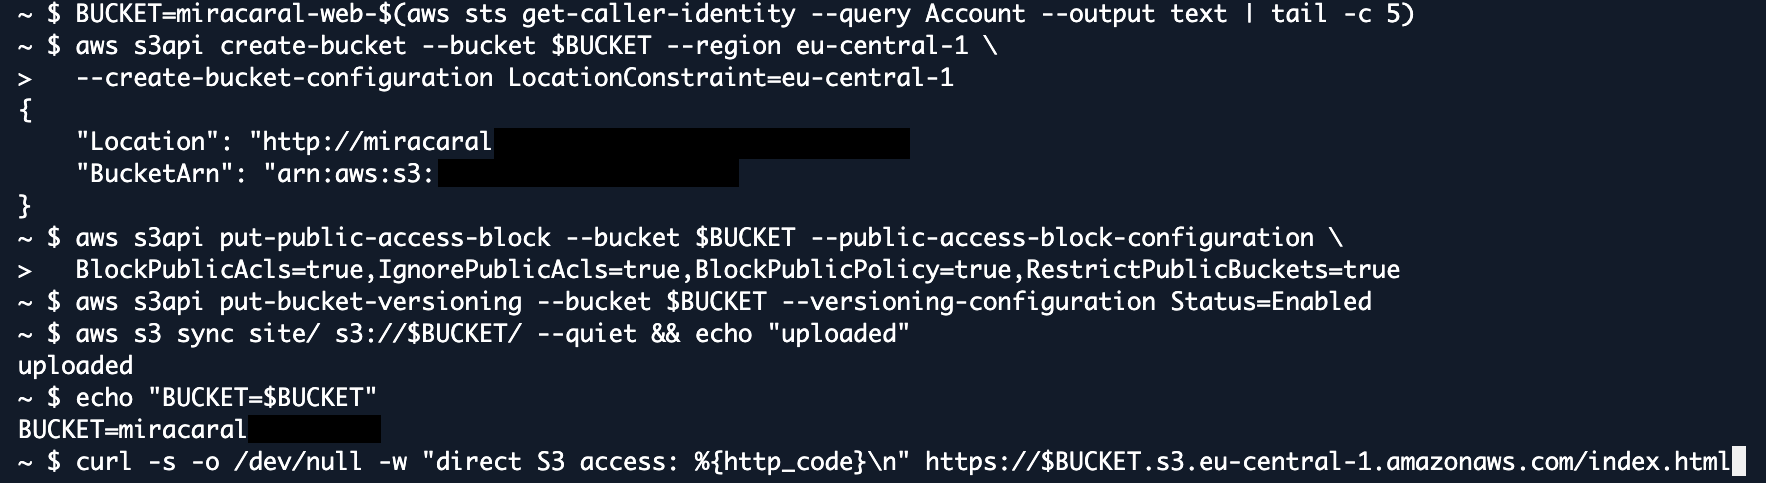 ~ $ BUCKET=miracaral-web-$(aws sts get-caller-identity --query Account --output text | tail -c 5)
~ $ aws s3api create-bucket --bucket $BUCKET --region eu-central-1 \
>   --create-bucket-configuration LocationConstraint=eu-central-1
{
    "Location": "http://miracaral
    "BucketArn": "arn:aws:s3:
}
~ $ aws s3api put-public-access-block --bucket $BUCKET --public-access-block-configuration \
>   BlockPublicAcls=true,IgnorePublicAcls=true,BlockPublicPolicy=true,RestrictPublicBuckets=true
~ $ aws s3api put-bucket-versioning --bucket $BUCKET --versioning-configuration Status=Enabled
~ $ aws s3 sync site/ s3://$BUCKET/ --quiet && echo "uploaded"
uploaded
~ $ echo "BUCKET=$BUCKET"
BUCKET=miracaral
~ $ curl -s -o /dev/null -w "direct S3 access: %{http_code}\n" https://$BUCKET.s3.eu-central-1.amazonaws.com/index.html